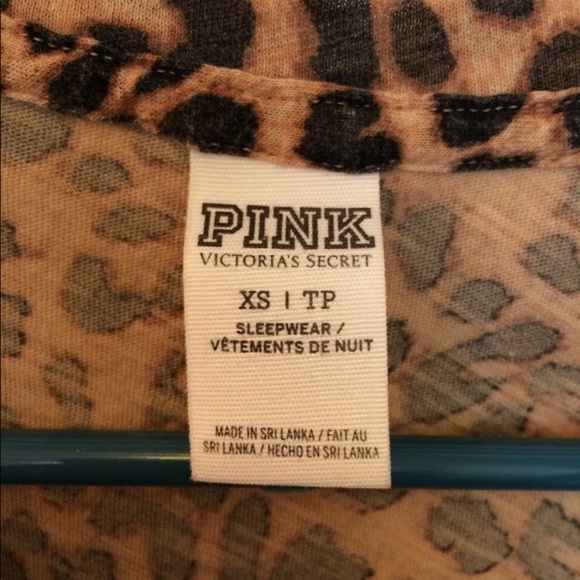 PINK
VICTORIA'S SECRET
XS | TP
SLEEPWEAR /
VÊTEMENTS DE NUIT
MADE IN SRI LANKA / FAIT AU
SRI LANKA / HECHO EN SRI LANKA